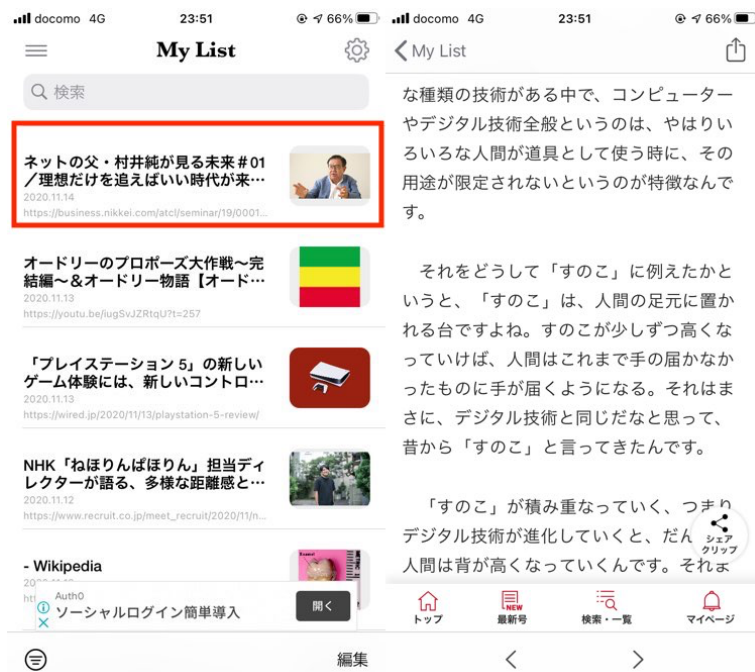 docomo 4G 23:51 66%
My List
検索
ネットの父・村井純が見る未来＃01
／理想だけを追えばいい時代が来…
2020.11.14
https://business.nikkei.com/atcl/seminar/19/0001...
オードリーのプロポーズ大作戦～完
結編～＆オードリー物語【オード…
2020.11.13
https://youtu.be/iugSvJZRtqU?t=257
「プレイステーション 5」の新しい
ゲーム体験には、新しいコントロ…
2020.11.13
https://wired.jp/2020/11/13/playstation-5-review/
NHK「ねほりんぱほりん」担当ディ
レクターが語る、多様な距離感と…
2020.11.12
https://www.recruit.co.jp/meet_recruit/2020/11/n...
- Wikipedia
Auth0
ソーシャルログイン簡単導入
開く
編集
docomo 4G 23:51 66%
My List
な種類の技術がある中で、コンピューター
やデジタル技術全般というのは、やはりい
ろいろな人間が道具として使う時に、その
用途が限定されないというのが特徴なんで
す。
それをどうして「すのこ」に例えたかと
いうと、「すのこ」は、人間の足元に置か
れる台ですよね。すのこが少しずつ高くな
っていけば、人間はこれまで手の届かなか
ったものに手が届くようになる。それはま
さに、デジタル技術と同じだなと思って、
昔から「すのこ」と言ってきたんです。
「すのこ」が積み重なっていく、つまり
デジタル技術が進化していくと、だん
人間は背が高くなっていくんです。それま
シェア
クリップ
トップ
NEW
最新号
検索・一覧
マイページ